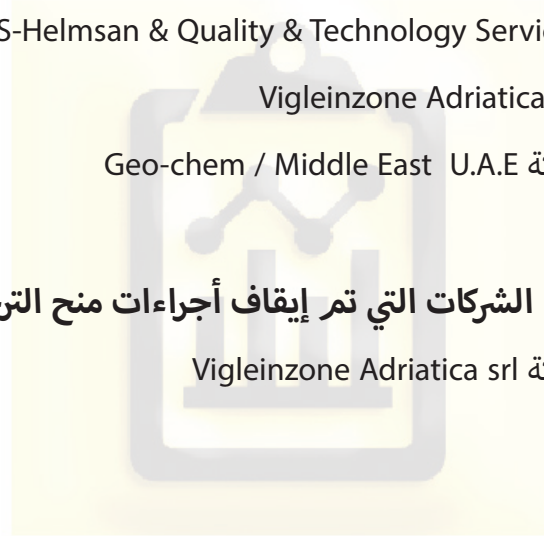 S-Helmsan & Quality & Technology
Vigleinzone Adriatica
Geo-chem / Middle East U.A.E
الشركات التي تم إيقاف أجراءات منح
Vigleinzone Adriatica srl